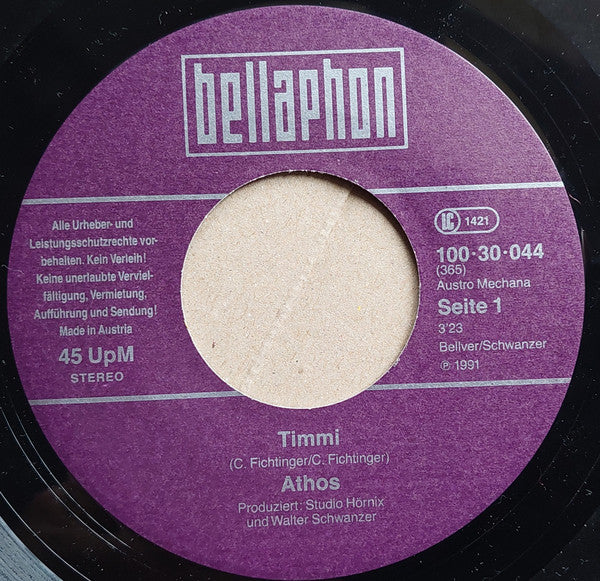 bellaphon
Alle Urheber- und
Leistungsschutzrechte vor-
behalten. Kein Verleih!
Keine unerlaubte Verviel-
fältigung, Vermietung,
Aufführung und Sendung!
Made in Austria
45 UpM
STEREO
LC 1421
100·30·044
(365)
Austro Mechana
Seite 1
3'23
Bellver/Schwanzer
℗ 1991
Timmi
(C. Fichtinger/C. Fichtinger)
Athos
Produziert: Studio Hörnix
und Walter Schwanzer